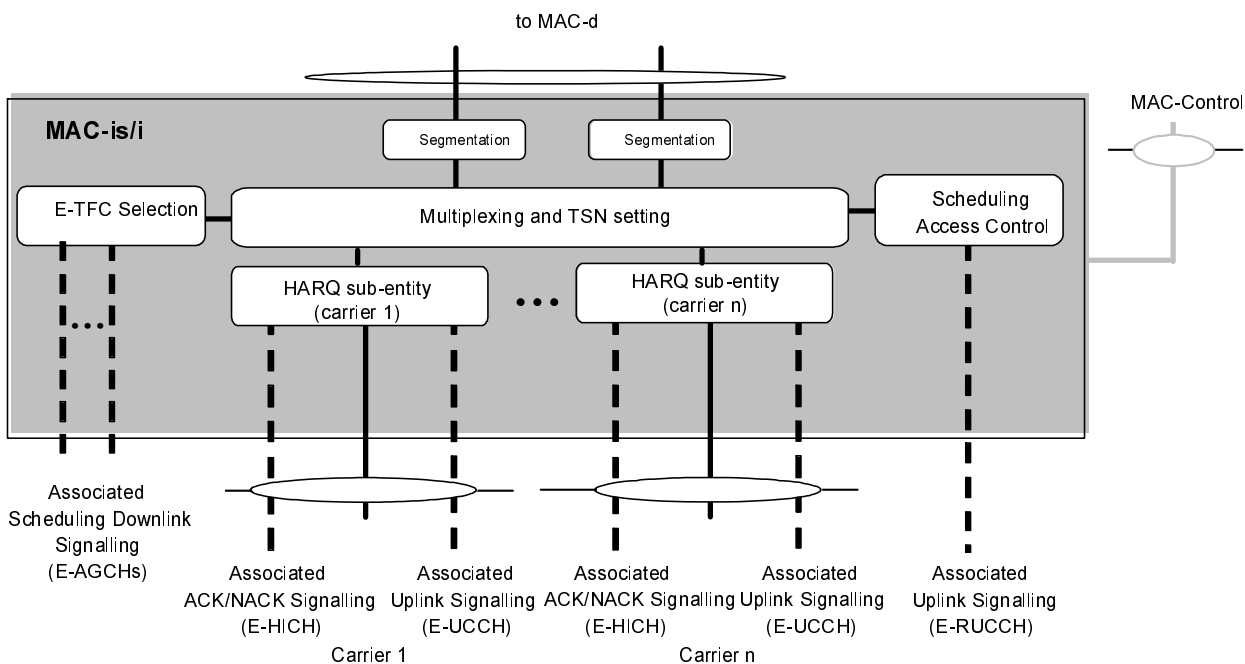 to MAC-d
MAC-Control
MAC-is/i
Segmentation
Segmentation
E-TFC Selection
Multiplexing and TSN setting
Scheduling
Access Control
HARQ sub-entity
(carrier 1)
HARQ sub-entity
(carrier n)
Associated
Scheduling Downlink
Signalling
(E-AGCHs)
Associated
ACK/NACK Signalling
(E-HICH)
Associated
Uplink Signalling
(E-UCCH)
Associated
ACK/NACK Signalling
(E-HICH)
Associated
Uplink Signalling
(E-UCCH)
Associated
Uplink Signalling
(E-RUCCH)
Carrier 1
Carrier n